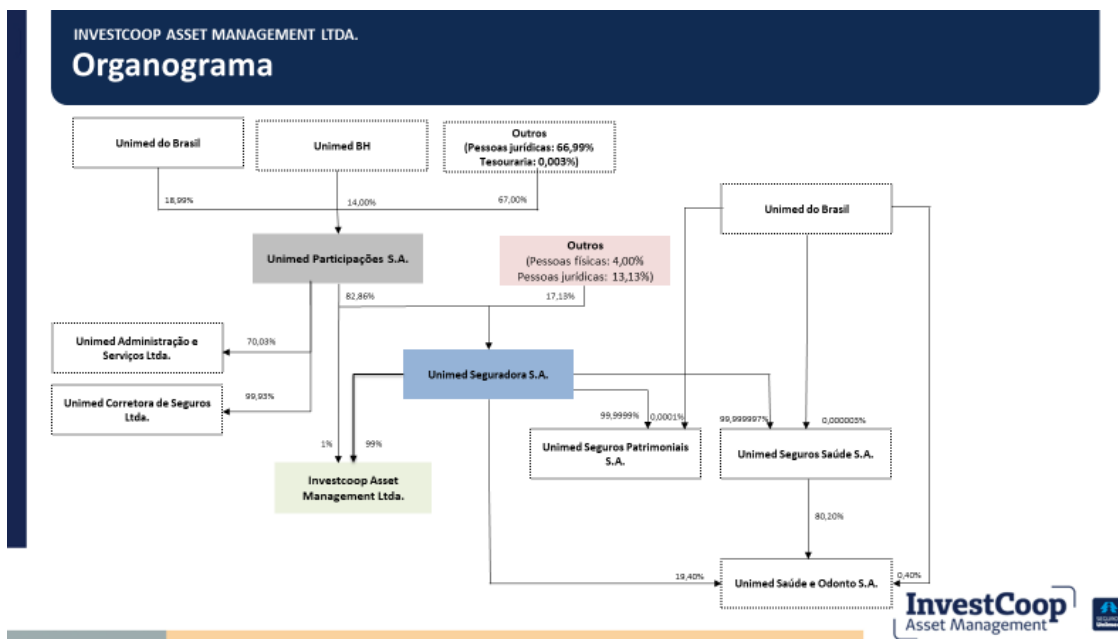 INVESTCOOP ASSET MANAGEMENT LTDA.
Organograma
Unimed do Brasil
Unimed BH
Outros
(Pessoas jurídicas: 66,99%
Tesouraria: 0,003%)
18,99%
14,00%
67,00%
Unimed do Brasil
Unimed Participações S.A.
Outros
(Pessoas físicas: 4,00%
Pessoas jurídicas: 13,13%)
82,86%
17,13%
Unimed Administração e
Serviços Ltda.
70,03%
Unimed Seguradora S.A.
Unimed Corretora de Seguros
Ltda.
99,93%
99,9999%
0,0001%
99,999997%
0,000003%
1%
99%
Unimed Seguros Patrimoniais
S.A.
Unimed Seguros Saúde S.A.
Investcoop Asset
Management Ltda.
80,20%
19,40%
Unimed Saúde e Odonto S.A.
0,40%
InvestCoop
Asset Management